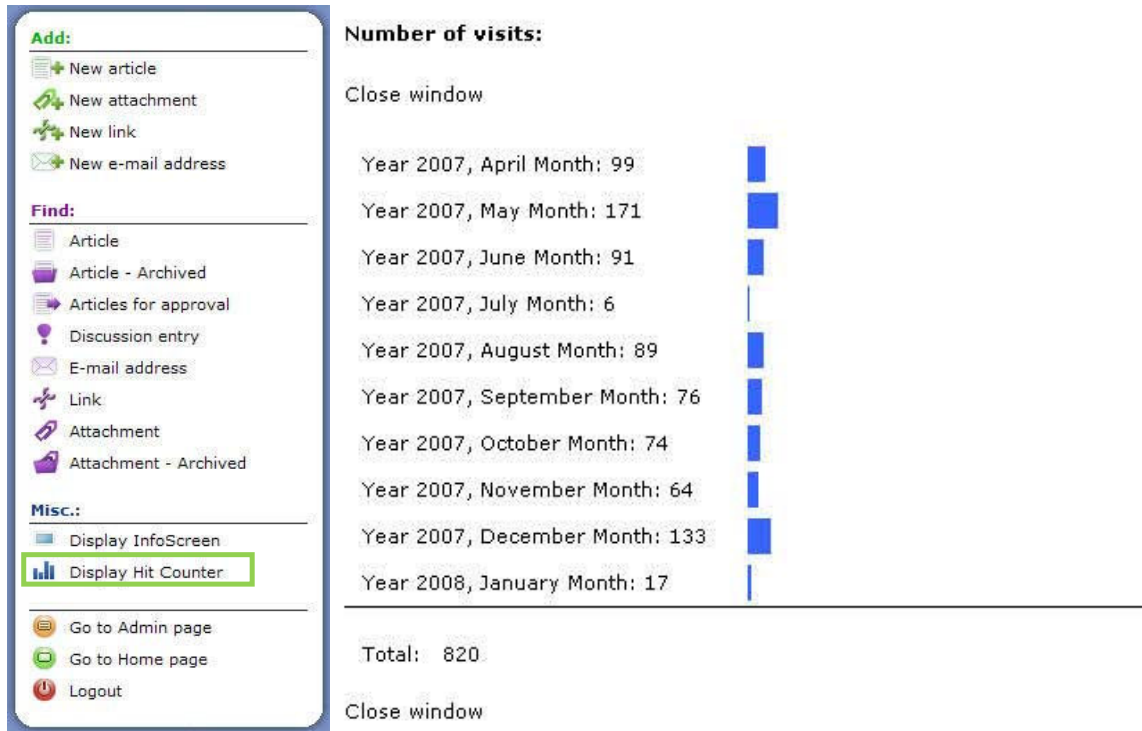 Add:
New article
New attachment
New link
New e-mail address
Find:
Article
Article - Archived
Articles for approval
Discussion entry
E-mail address
Link
Attachment
Attachment - Archived
Misc.:
Display InfoScreen
Display Hit Counter
Go to Admin page
Go to Home page
Logout
Number of visits:
Close window
Year 2007, April Month: 99
Year 2007, May Month: 171
Year 2007, June Month: 91
Year 2007, July Month: 6
Year 2007, August Month: 89
Year 2007, September Month: 76
Year 2007, October Month: 74
Year 2007, November Month: 64
Year 2007, December Month: 133
Year 2008, January Month: 17
Total: 820
Close window